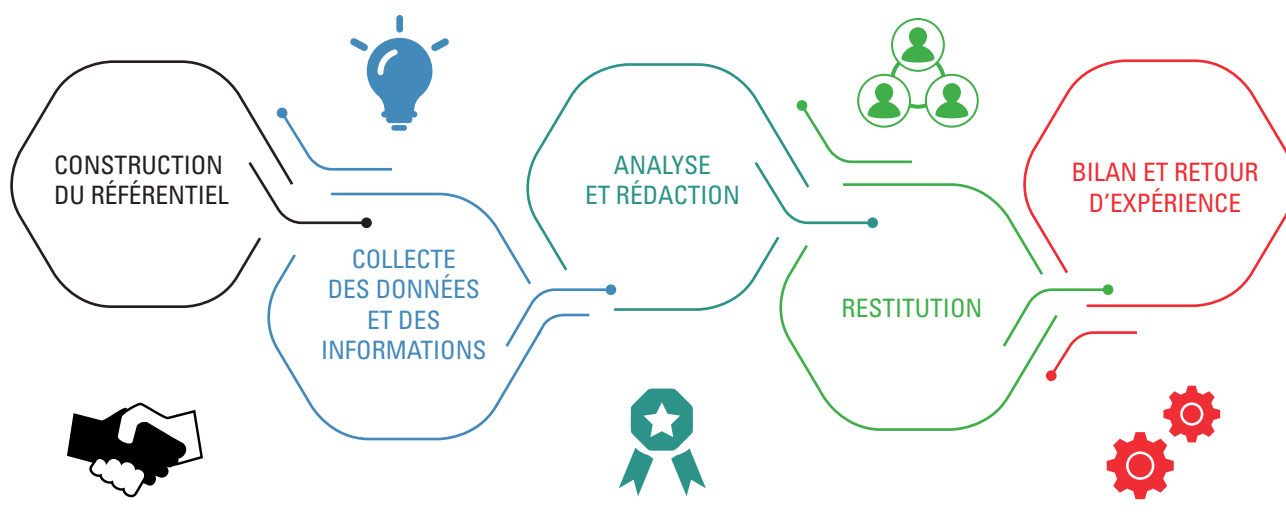 CONSTRUCTION
DU RÉFÉRENTIEL
COLLECTE
DES DONNÉES
ET DES
INFORMATIONS
ANALYSE
ET RÉDACTION
RESTITUTION
BILAN ET RETOUR
D’EXPÉRIENCE